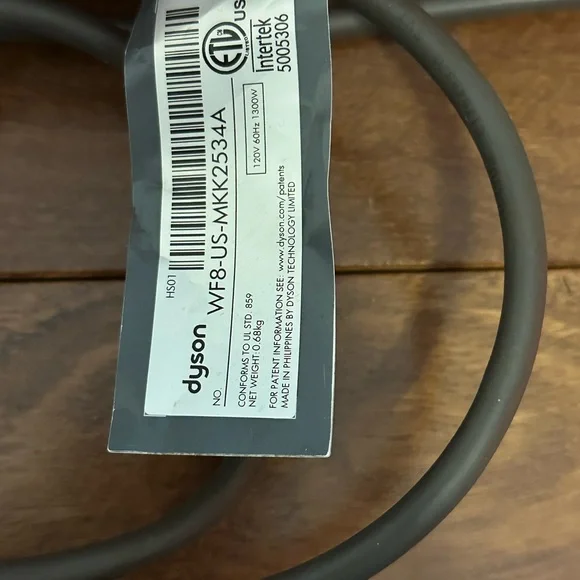 HS01
dyson
NO. WF8-US-MKK2534A
CONFORMS TO UL STD. 859
NET WEIGHT: 0.68kg
120V 60Hz 1300W
ETL
US
Intertek
5005306
FOR PATENT INFORMATION SEE: www.dyson.com/patents
MADE IN PHILIPPINES BY DYSON TECHNOLOGY LIMITED